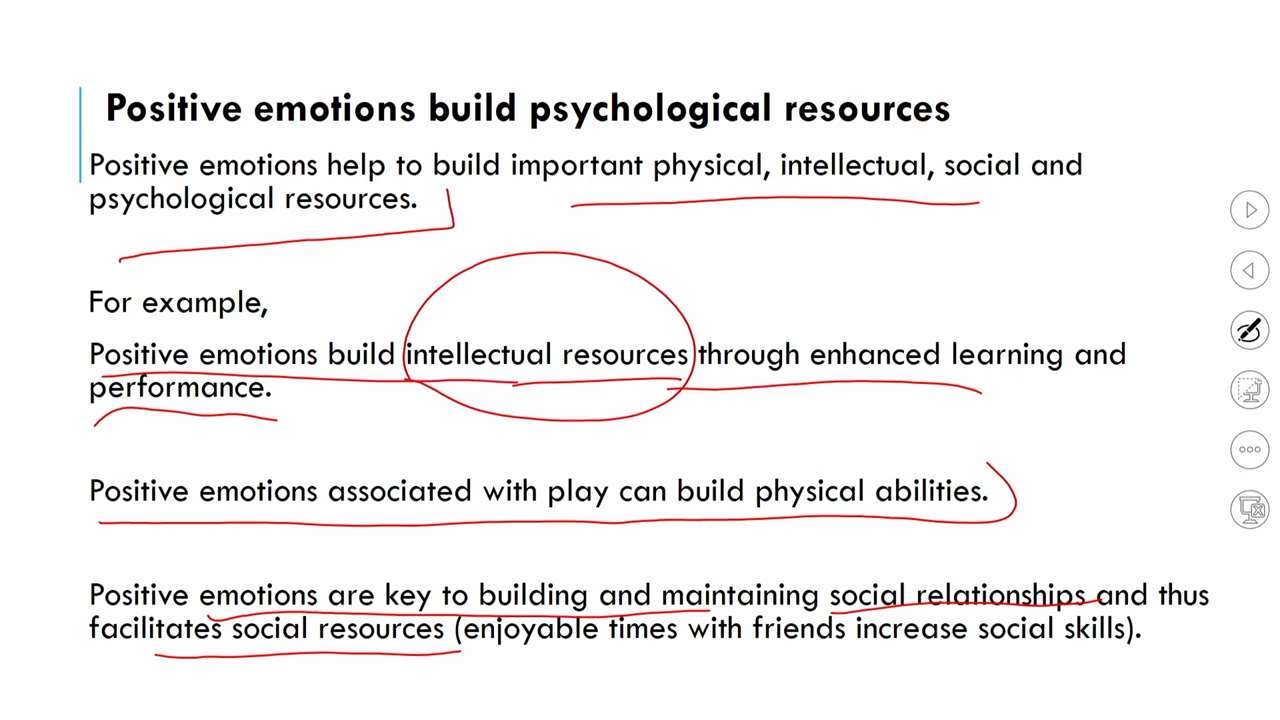 Positive emotions build psychological resources
Positive emotions help to build important physical, intellectual, social and
psychological resources.
For example,
Positive emotions build intellectual resources through enhanced learning and
performance.
Positive emotions associated with play can build physical abilities.
Positive emotions are key to building and maintaining social relationships and thus
facilitates social resources (enjoyable times with friends increase social skills).